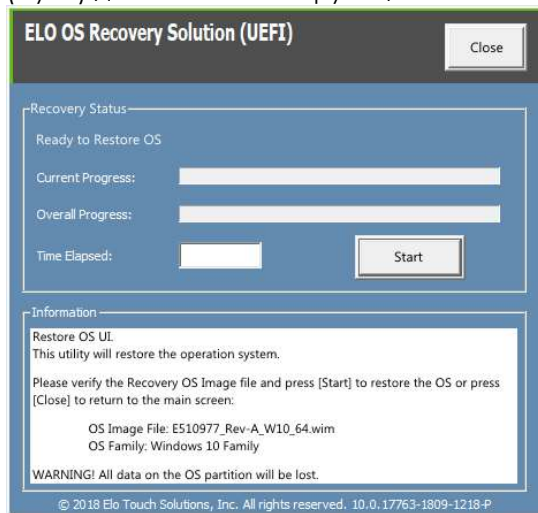 ELO OS Recovery Solution (UEFI)
Close
Recovery Status
Ready to Restore OS
Current Progress:
Overall Progress:
Time Elapsed:
Start
Information
Restore OS UI.
This utility will restore the operation system.
Please verify the Recovery OS Image file and press [Start] to restore the OS or press
[Close] to return to the main screen:
OS Image File: E510977_Rev-A_W10_64.wim
OS Family: Windows 10 Family
WARNING! All data on the OS partition will be lost.
© 2018 Elo Touch Solutions, Inc. All rights reserved. 10.0.17763-1809-1218-P